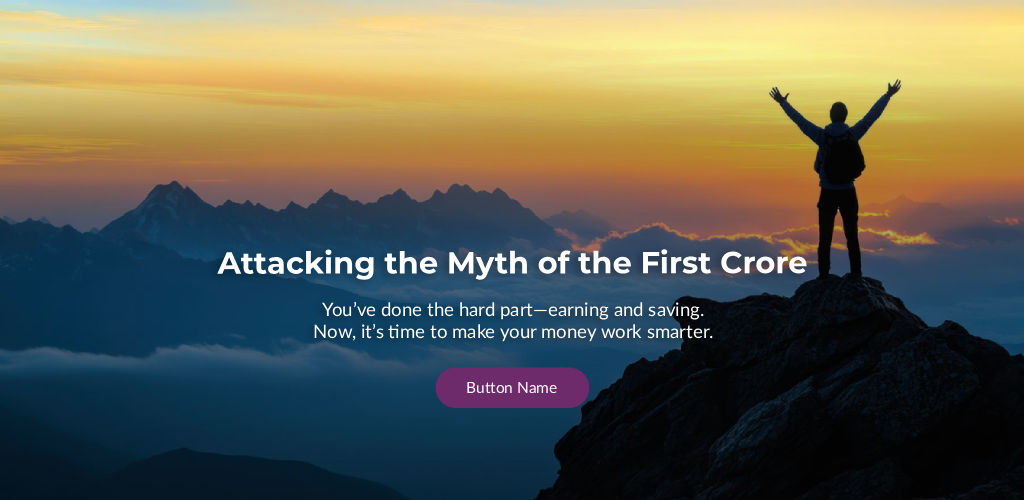 Attacking the Myth of the First Crore
You’ve done the hard part—earning and saving.
Now, it’s time to make your money work smarter.
Button Name